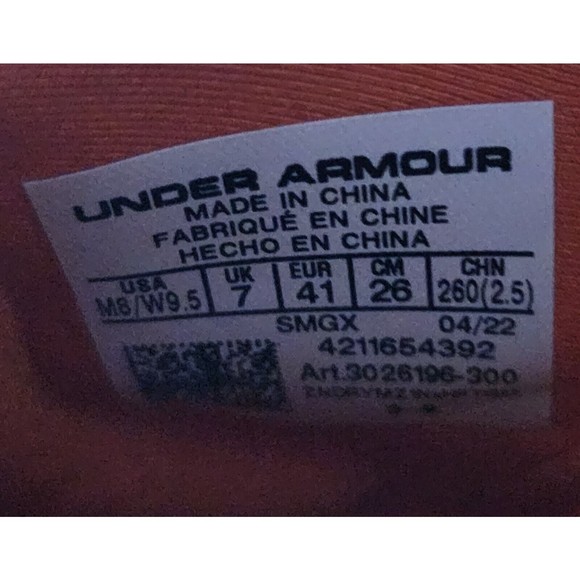 UNDER ARMOUR
MADE IN CHINA
FABRIQUÉ EN CHINE
HECHO EN CHINA
USA UK EUR CM CHN
M8/W9.5 7 41 26 260(2.5)
SMGX 04/22
4211654392
Art.3026196-300